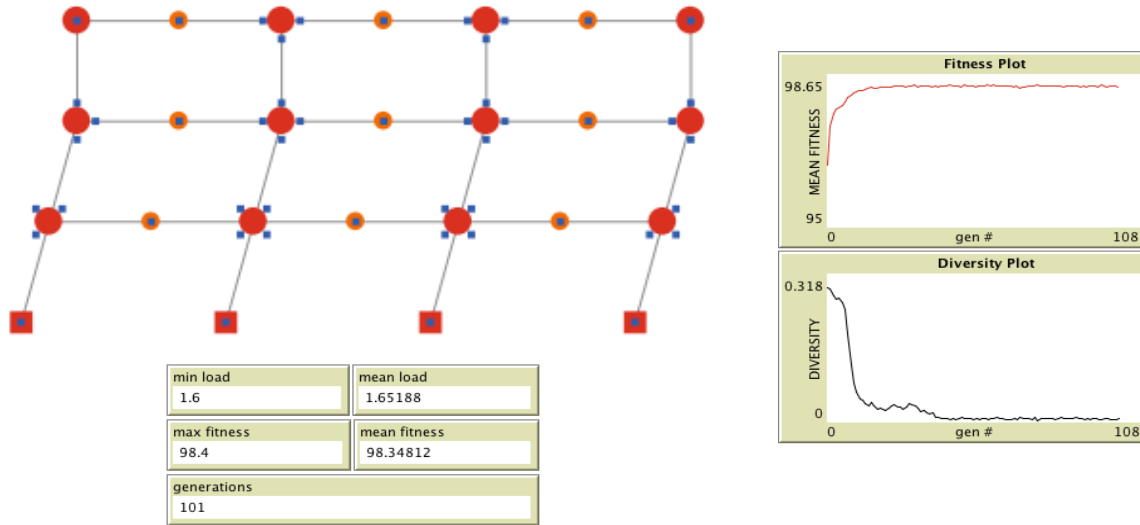 Fitness Plot
98.65
MEAN FITNESS
95
0 gen # 108
Diversity Plot
0.318
DIVERSITY
0
0 gen # 108
min load
1.6
mean load
1.65188
max fitness
98.4
mean fitness
98.34812
generations
101